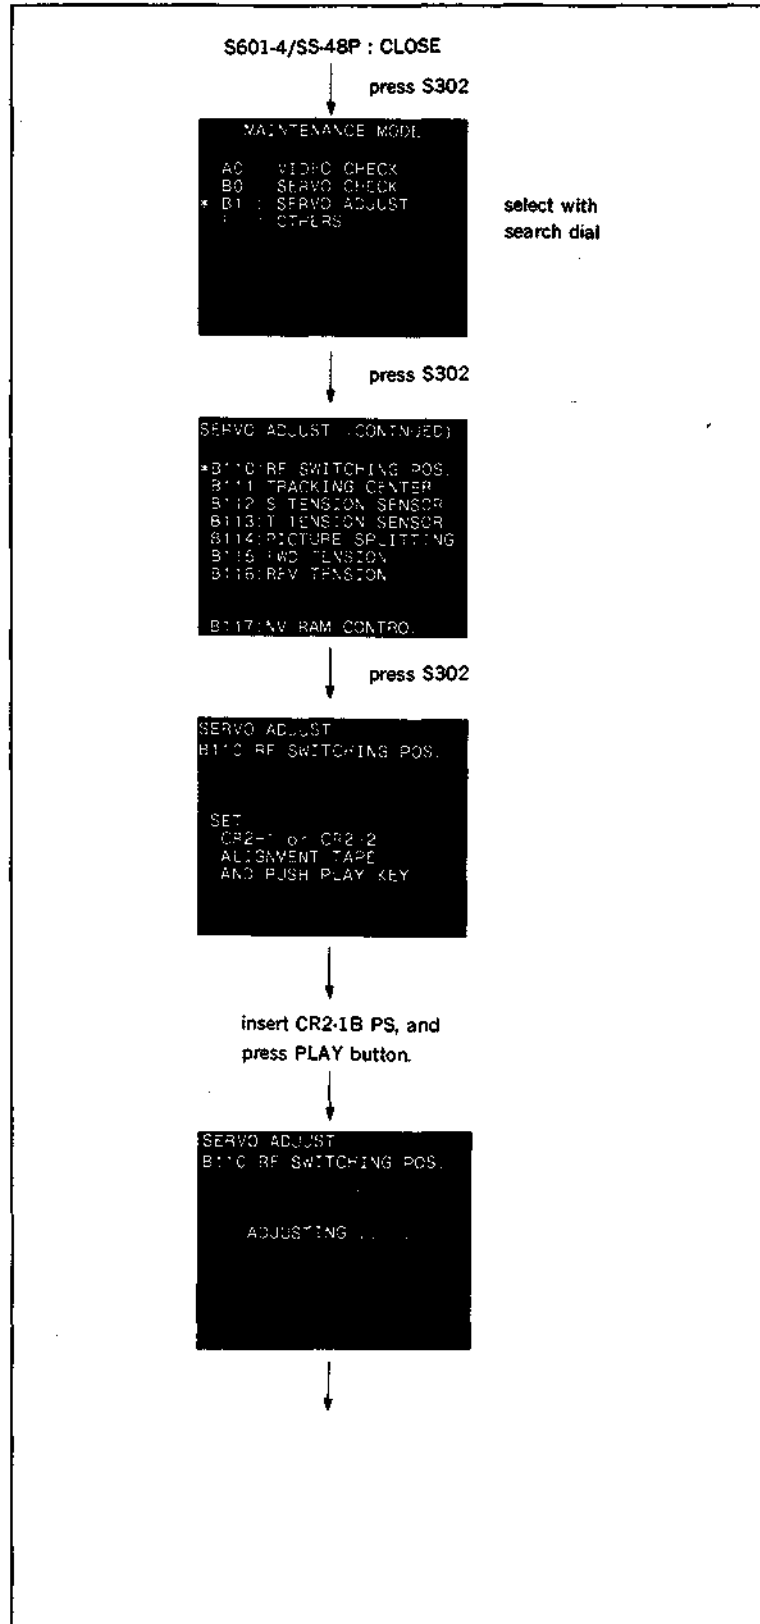 S601-4/SS-48P : CLOSE
press S302
MAINTENANCE MODE
A0 VIDEO CHECK
B0 SERVO CHECK
* B1 : SERVO ADJUST
: OTHERS
select with
search dial
press S302
SERVO ADJUST (CONTINUED)
*B110:RF SWITCHING POS.
B111 TRACKING CENTER
B112 S TENSION SENSOR
B113:T TENSION SENSOR
B114:PICTURE SPLITTING
B115 FWD TENSION
B116:REV TENSION
B117:NV RAM CONTROL
press S302
SERVO ADJUST
B110 RF SWITCHING POS.
SET
CR2-1 or CR2-2
ALIGNMENT TAPE
AND PUSH PLAY KEY
insert CR2-1B PS, and
press PLAY button.
SERVO ADJUST
B110 RF SWITCHING POS.
ADJUSTING .. .